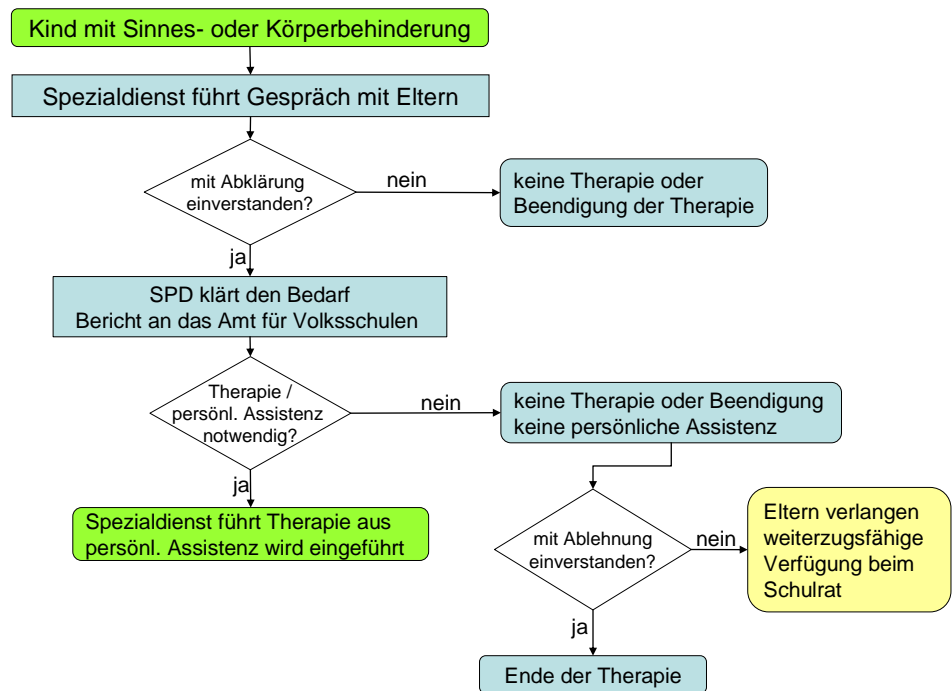 Kind mit Sinnes- oder Körperbehinderung
Spezialdienst führt Gespräch mit Eltern
mit Abklärung
einverstanden?
nein
keine Therapie oder
Beendigung der Therapie
ja
SPD klärt den Bedarf
Bericht an das Amt für Volksschulen
Therapie /
persönl. Assistenz
notwendig?
nein
keine Therapie oder Beendigung
keine persönliche Assistenz
ja
Spezialdienst führt Therapie aus
persönl. Assistenz wird eingeführt
mit Ablehnung
einverstanden?
nein
Eltern verlangen
weiterzugsfähige
Verfügung beim
Schulrat
ja
Ende der Therapie